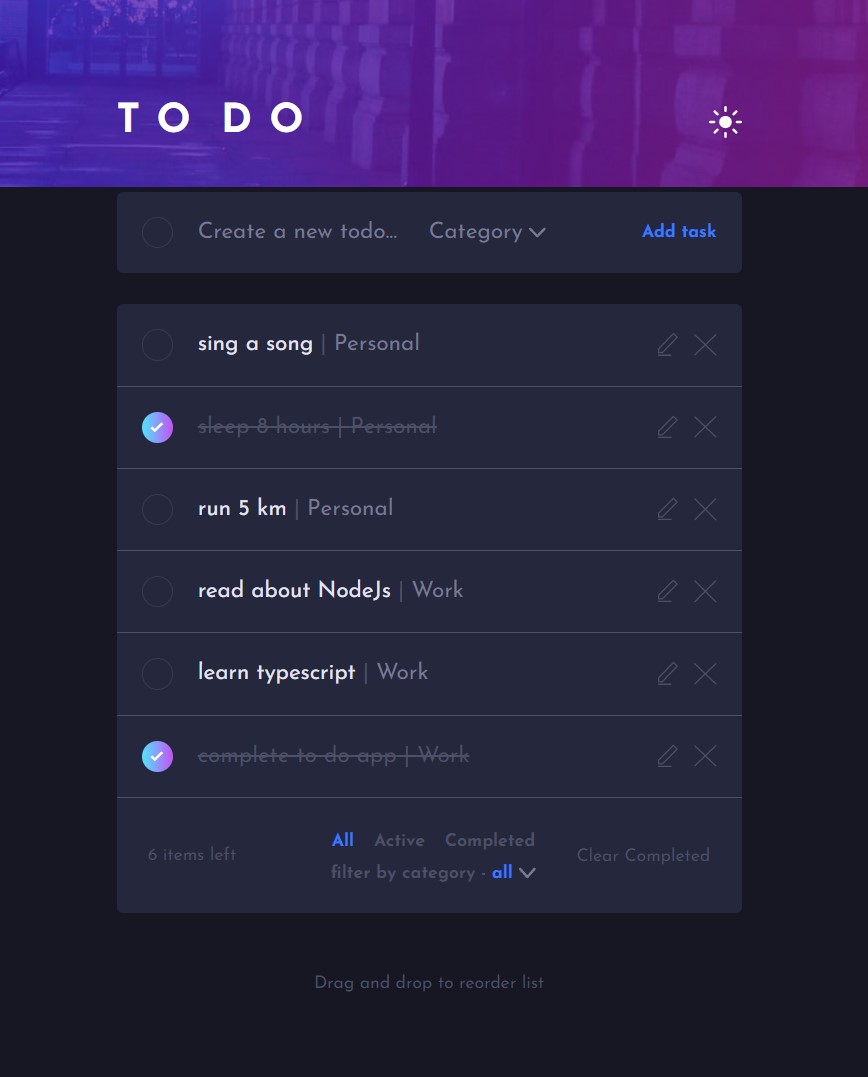 TO DO
Create a new todo... Category Add task
sing a song | Personal
sleep 8 hours | Personal
run 5 km | Personal
read about NodeJs | Work
learn typescript | Work
complete to do app | Work
6 items left All Active Completed Clear Completed
filter by category - all
Drag and drop to reorder list